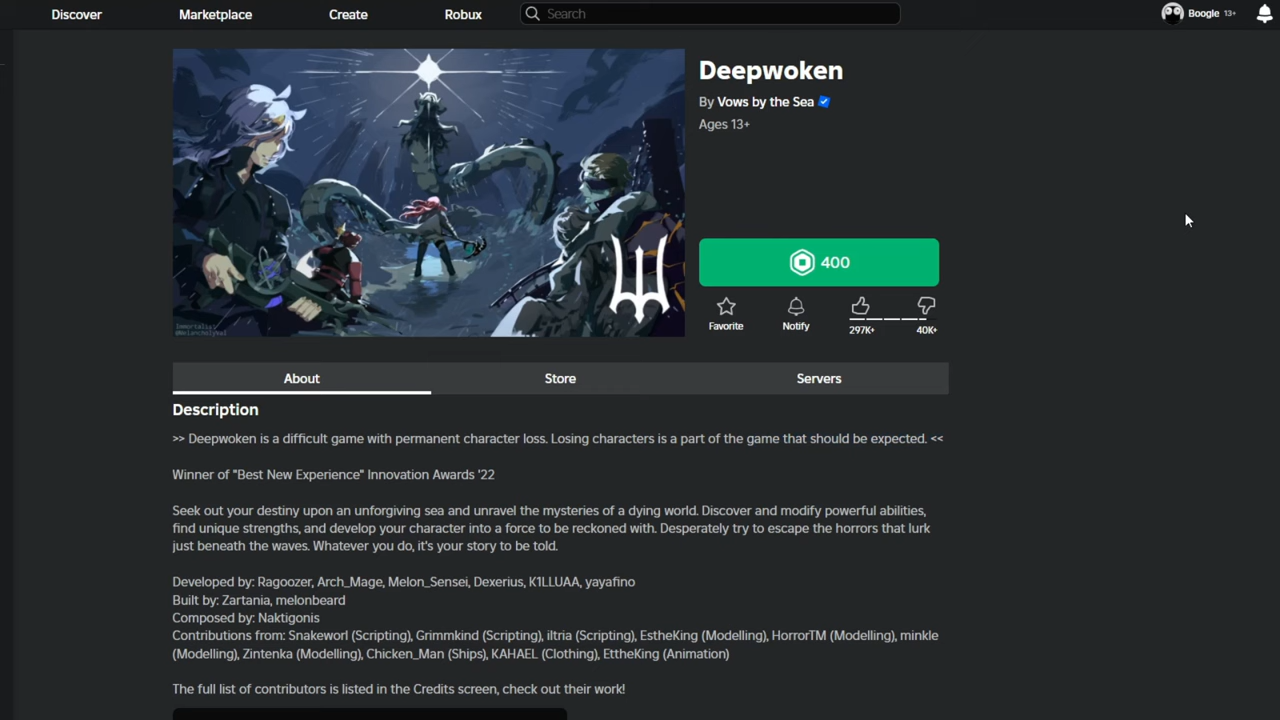 Discover Marketplace Create Robux Search Boogle 13+
Deepwoken
By Vows by the Sea
Ages 13+
400
Favorite Notify 297K+ 40K+
Immortalist
@MelancholyKal
About Store Servers
Description
>> Deepwoken is a difficult game with permanent character loss. Losing characters is a part of the game that should be expected. <<
Winner of "Best New Experience" Innovation Awards '22
Seek out your destiny upon an unforgiving sea and unravel the mysteries of a dying world. Discover and modify powerful abilities,
find unique strengths, and develop your character into a force to be reckoned with. Desperately try to escape the horrors that lurk
just beneath the waves. Whatever you do, it's your story to be told.
Developed by: Ragoozer, Arch_Mage, Melon_Sensei, Dexerius, K1LLUAA, yayafino
Built by: Zartania, melonbeard
Composed by: Naktigonis
Contributions from: Snakeworl (Scripting), Grimmkind (Scripting), iltria (Scripting), EstheKing (Modelling), HorrorTM (Modelling), minkle
(Modelling), Zintenka (Modelling), Chicken_Man (Ships), KAHAEL (Clothing), EttheKing (Animation)
The full list of contributors is listed in the Credits screen, check out their work!